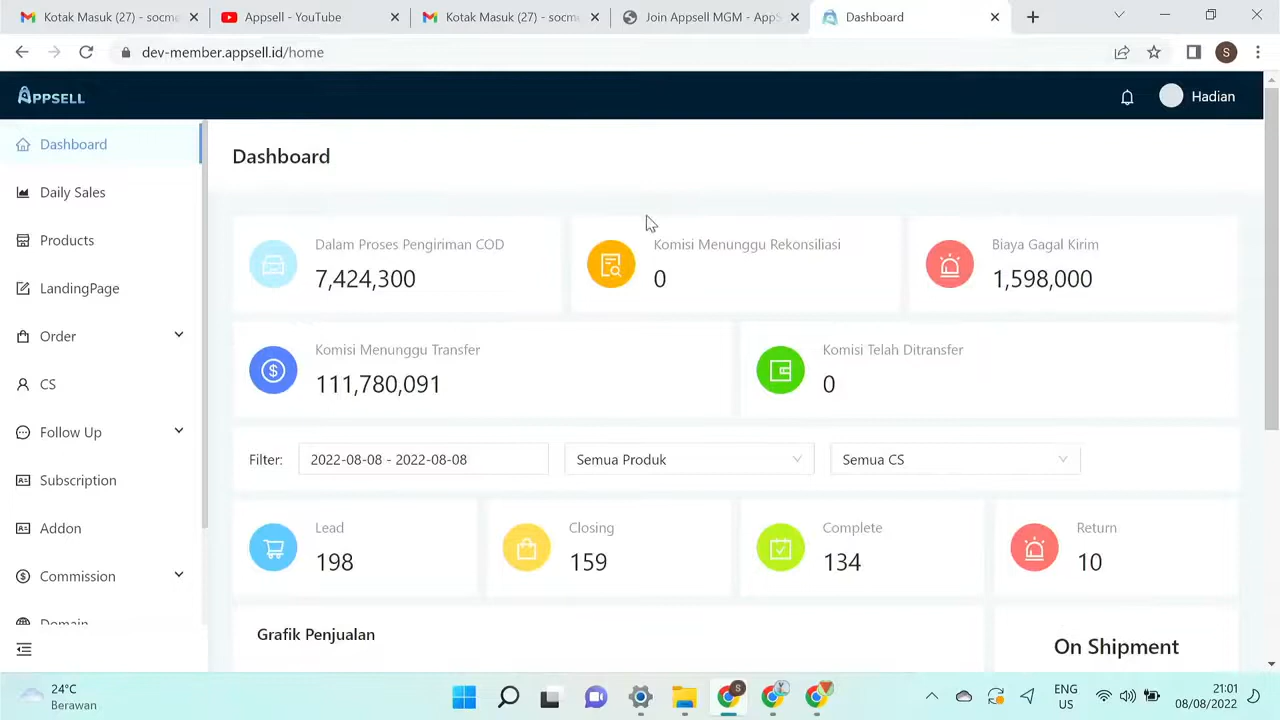 Kotak Masuk (27) - socme
Appsell - YouTube
Kotak Masuk (27) - socme
Join Appsell MGM - AppS
Dashboard
dev-member.appsell.id/home
S
APPSELL
Hadian
Dashboard
Daily Sales
Products
LandingPage
Order
CS
Follow Up
Subscription
Addon
Commission
Domain
Dashboard
Dalam Proses Pengiriman COD
7,424,300
Komisi Menunggu Rekonsiliasi
0
Biaya Gagal Kirim
1,598,000
Komisi Menunggu Transfer
111,780,091
Komisi Telah Ditransfer
0
Filter:
2022-08-08 - 2022-08-08
Semua Produk
Semua CS
Lead
198
Closing
159
Complete
134
Return
10
Grafik Penjualan
On Shipment
24°C
Berawan
S
ENG
US
21:01
08/08/2022